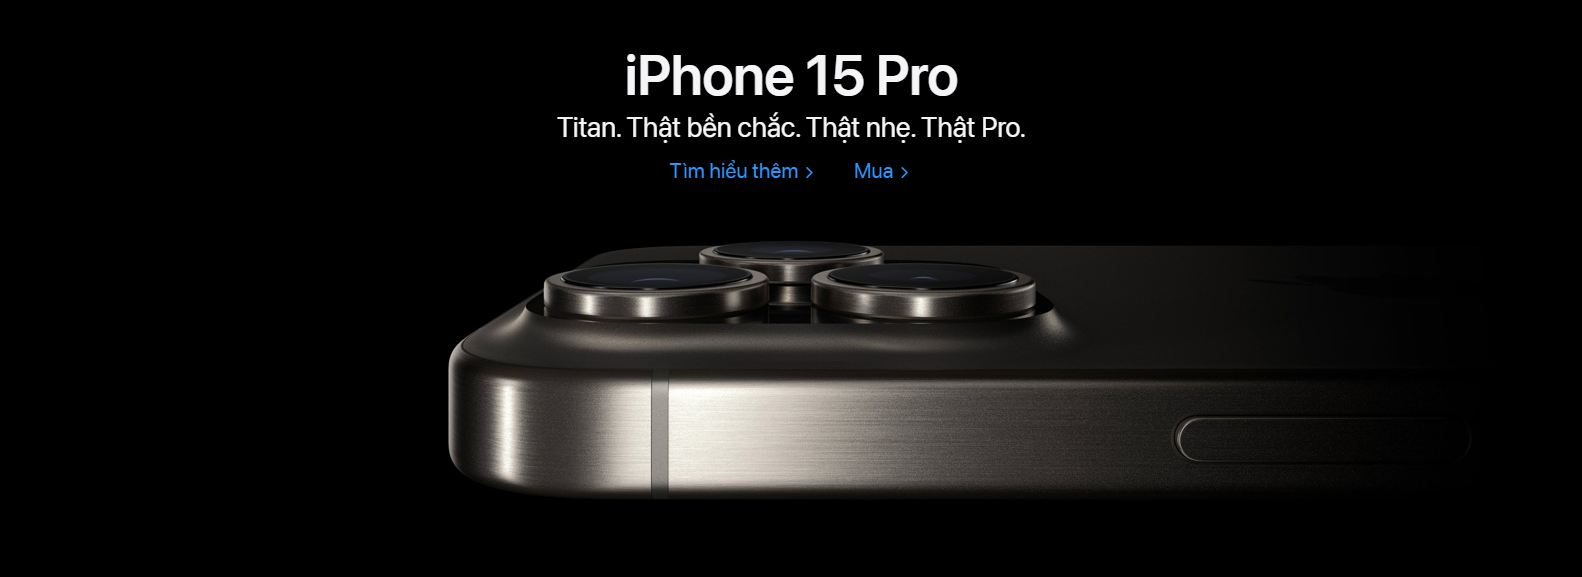 iPhone 15 Pro
Titan. Thật bền chắc. Thật nhẹ. Thật Pro.
Tìm hiểu thêm > Mua >